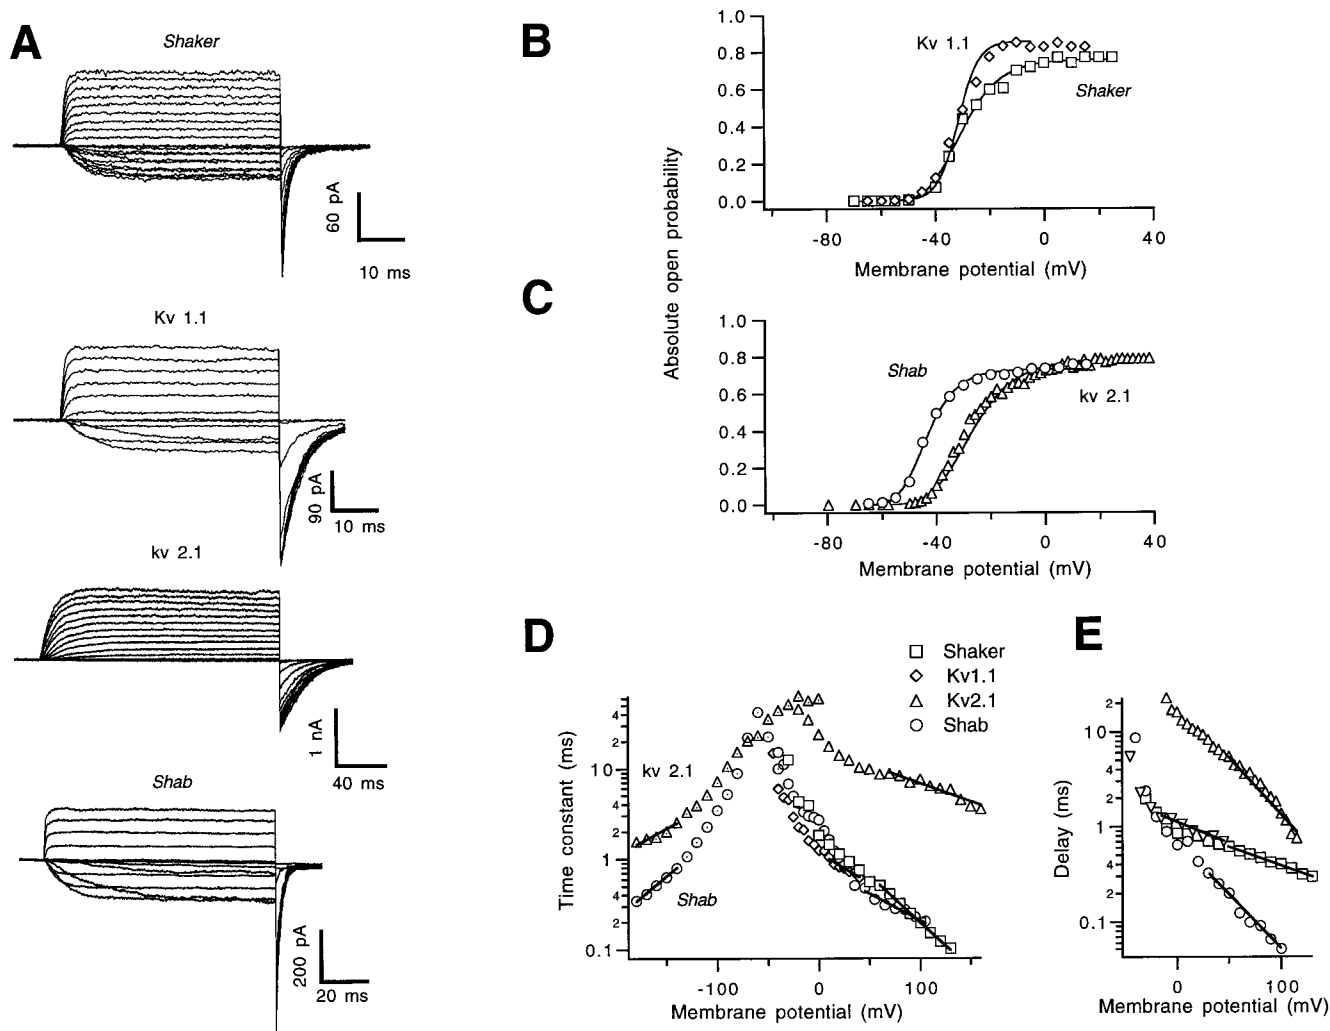 A
Shaker
60 pA
10 ms
Kv 1.1
90 pA
10 ms
kv 2.1
1 nA
40 ms
Shab
200 pA
20 ms
B
1.0
0.8
0.6
0.4
0.2
0.0
Kv 1.1
Shaker
-80
-40
0
40
Membrane potential (mV)
Absolute open probability
C
1.0
0.8
0.6
0.4
0.2
0.0
Shab
kv 2.1
-80
-40
0
40
Membrane potential (mV)
D
Shaker
Kv1.1
Kv2.1
Shab
Time constant (ms)
4
2
10
4
2
1
4
2
0.1
kv 2.1
Shab
-100
0
100
Membrane potential (mV)
E
Delay (ms)
2
10
4
2
1
4
2
0.1
0
100
Membrane potential (mV)